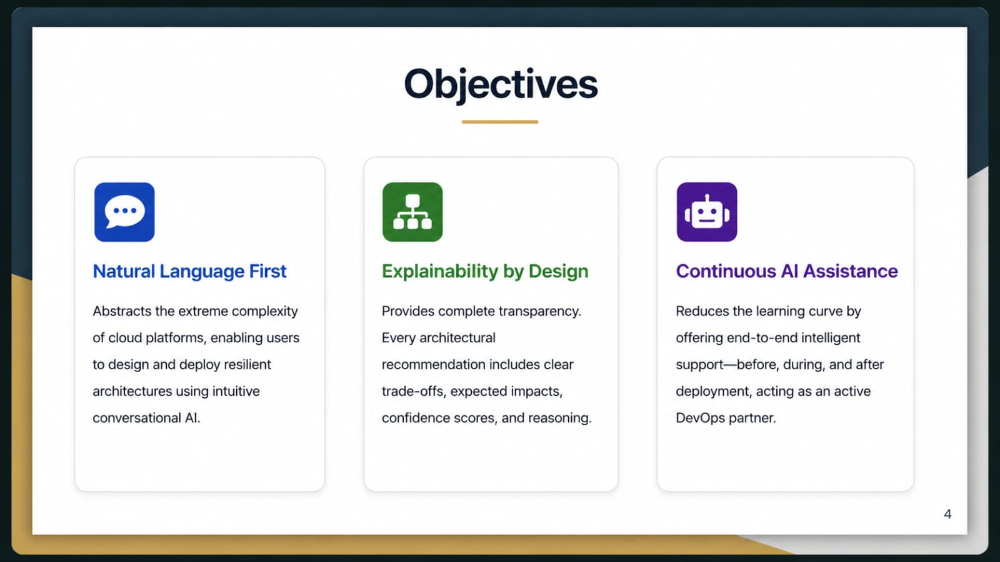 Objectives
Natural Language First
Abstracts the extreme complexity
of cloud platforms, enabling users
to design and deploy resilient
architectures using intuitive
conversational AI.
Explainability by Design
Provides complete transparency.
Every architectural
recommendation includes clear
trade-offs, expected impacts,
confidence scores, and reasoning.
Continuous AI Assistance
Reduces the learning curve by
offering end-to-end intelligent
support—before, during, and after
deployment, acting as an active
DevOps partner.
4